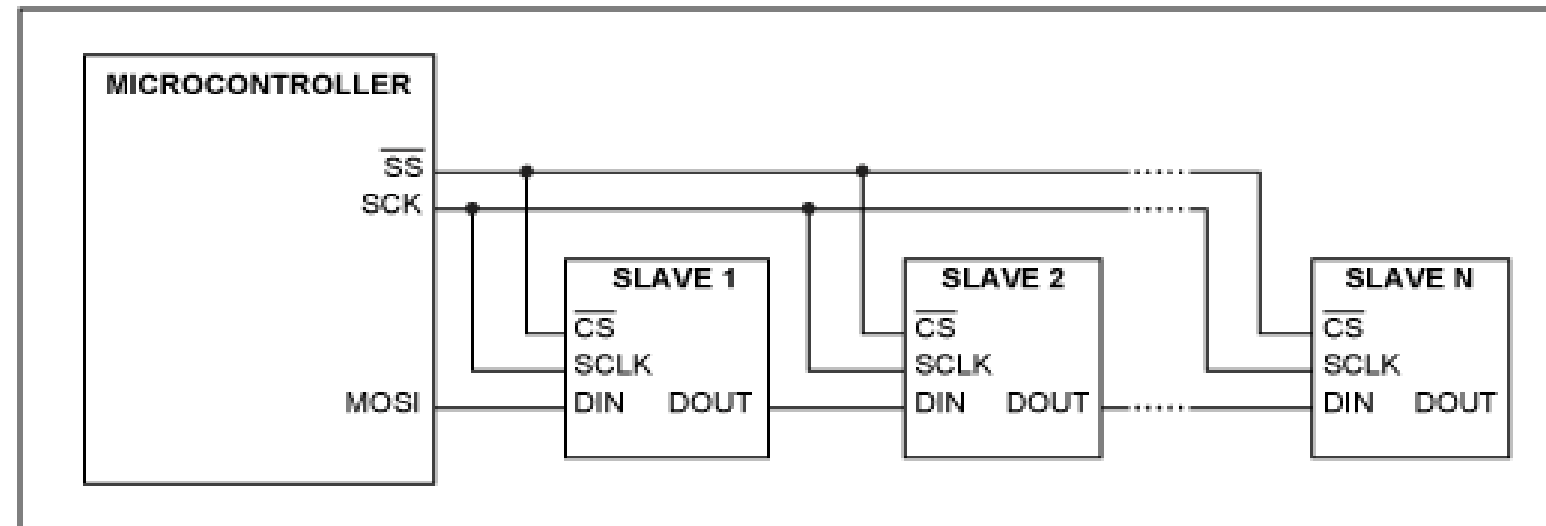 MICROCONTROLLER
SS
SCK
MOSI
SLAVE 1
CS
SCLK
DIN DOUT
SLAVE 2
CS
SCLK
DIN DOUT
SLAVE N
CS
SCLK
DIN DOUT